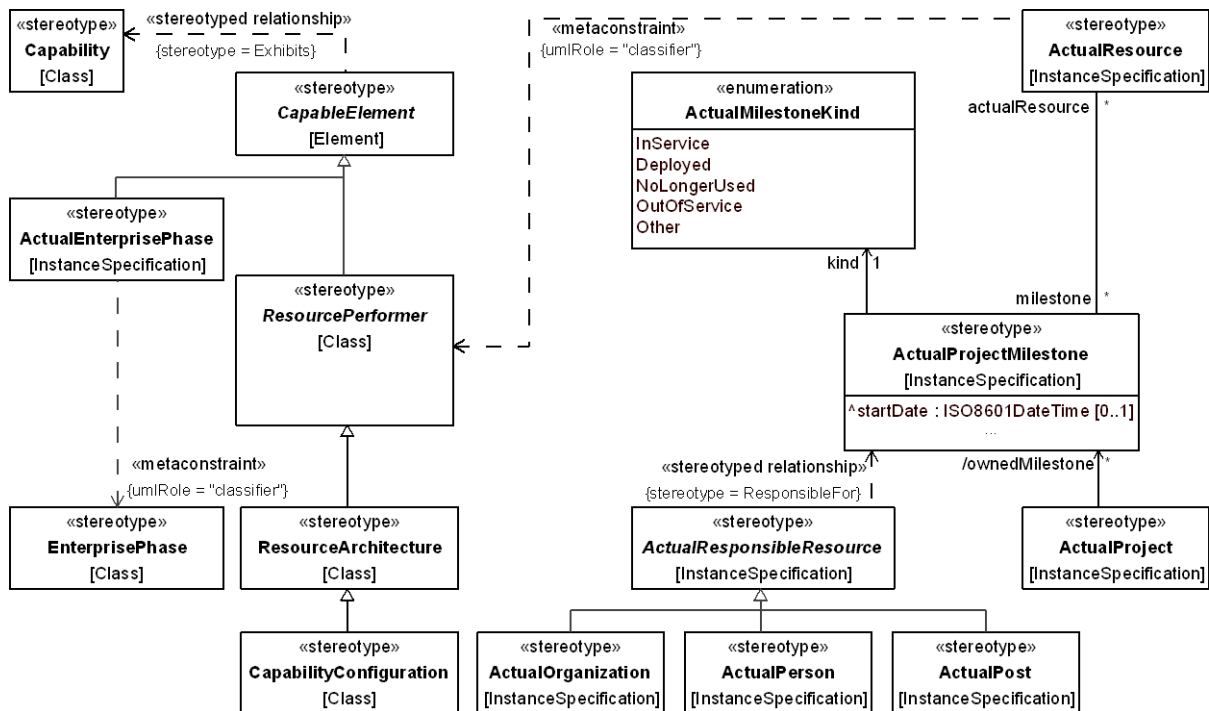 «stereotype»
Capability
[Class]
«stereotyped relationship»
{stereotype = Exhibits}
«stereotype»
CapableElement
[Element]
«metaconstraint»
{umlRole = "classifier"}
«stereotype»
ActualResource
[InstanceSpecification]
«enumeration»
ActualMilestoneKind
InService
Deployed
NoLongerUsed
OutOfService
Other
actualResource *
«stereotype»
ActualEnterprisePhase
[InstanceSpecification]
«stereotype»
ResourcePerformer
[Class]
kind 1
milestone *
«stereotype»
ActualProjectMilestone
[InstanceSpecification]
^startDate : ISO8601DateTime [0..1]
...
«metaconstraint»
{umlRole = "classifier"}
«stereotyped relationship»
{stereotype = ResponsibleFor}
/ownedMilestone *
«stereotype»
EnterprisePhase
[Class]
«stereotype»
ResourceArchitecture
[Class]
«stereotype»
ActualResponsibleResource
[InstanceSpecification]
«stereotype»
ActualProject
[InstanceSpecification]
«stereotype»
CapabilityConfiguration
[Class]
«stereotype»
ActualOrganization
[InstanceSpecification]
«stereotype»
ActualPerson
[InstanceSpecification]
«stereotype»
ActualPost
[InstanceSpecification]